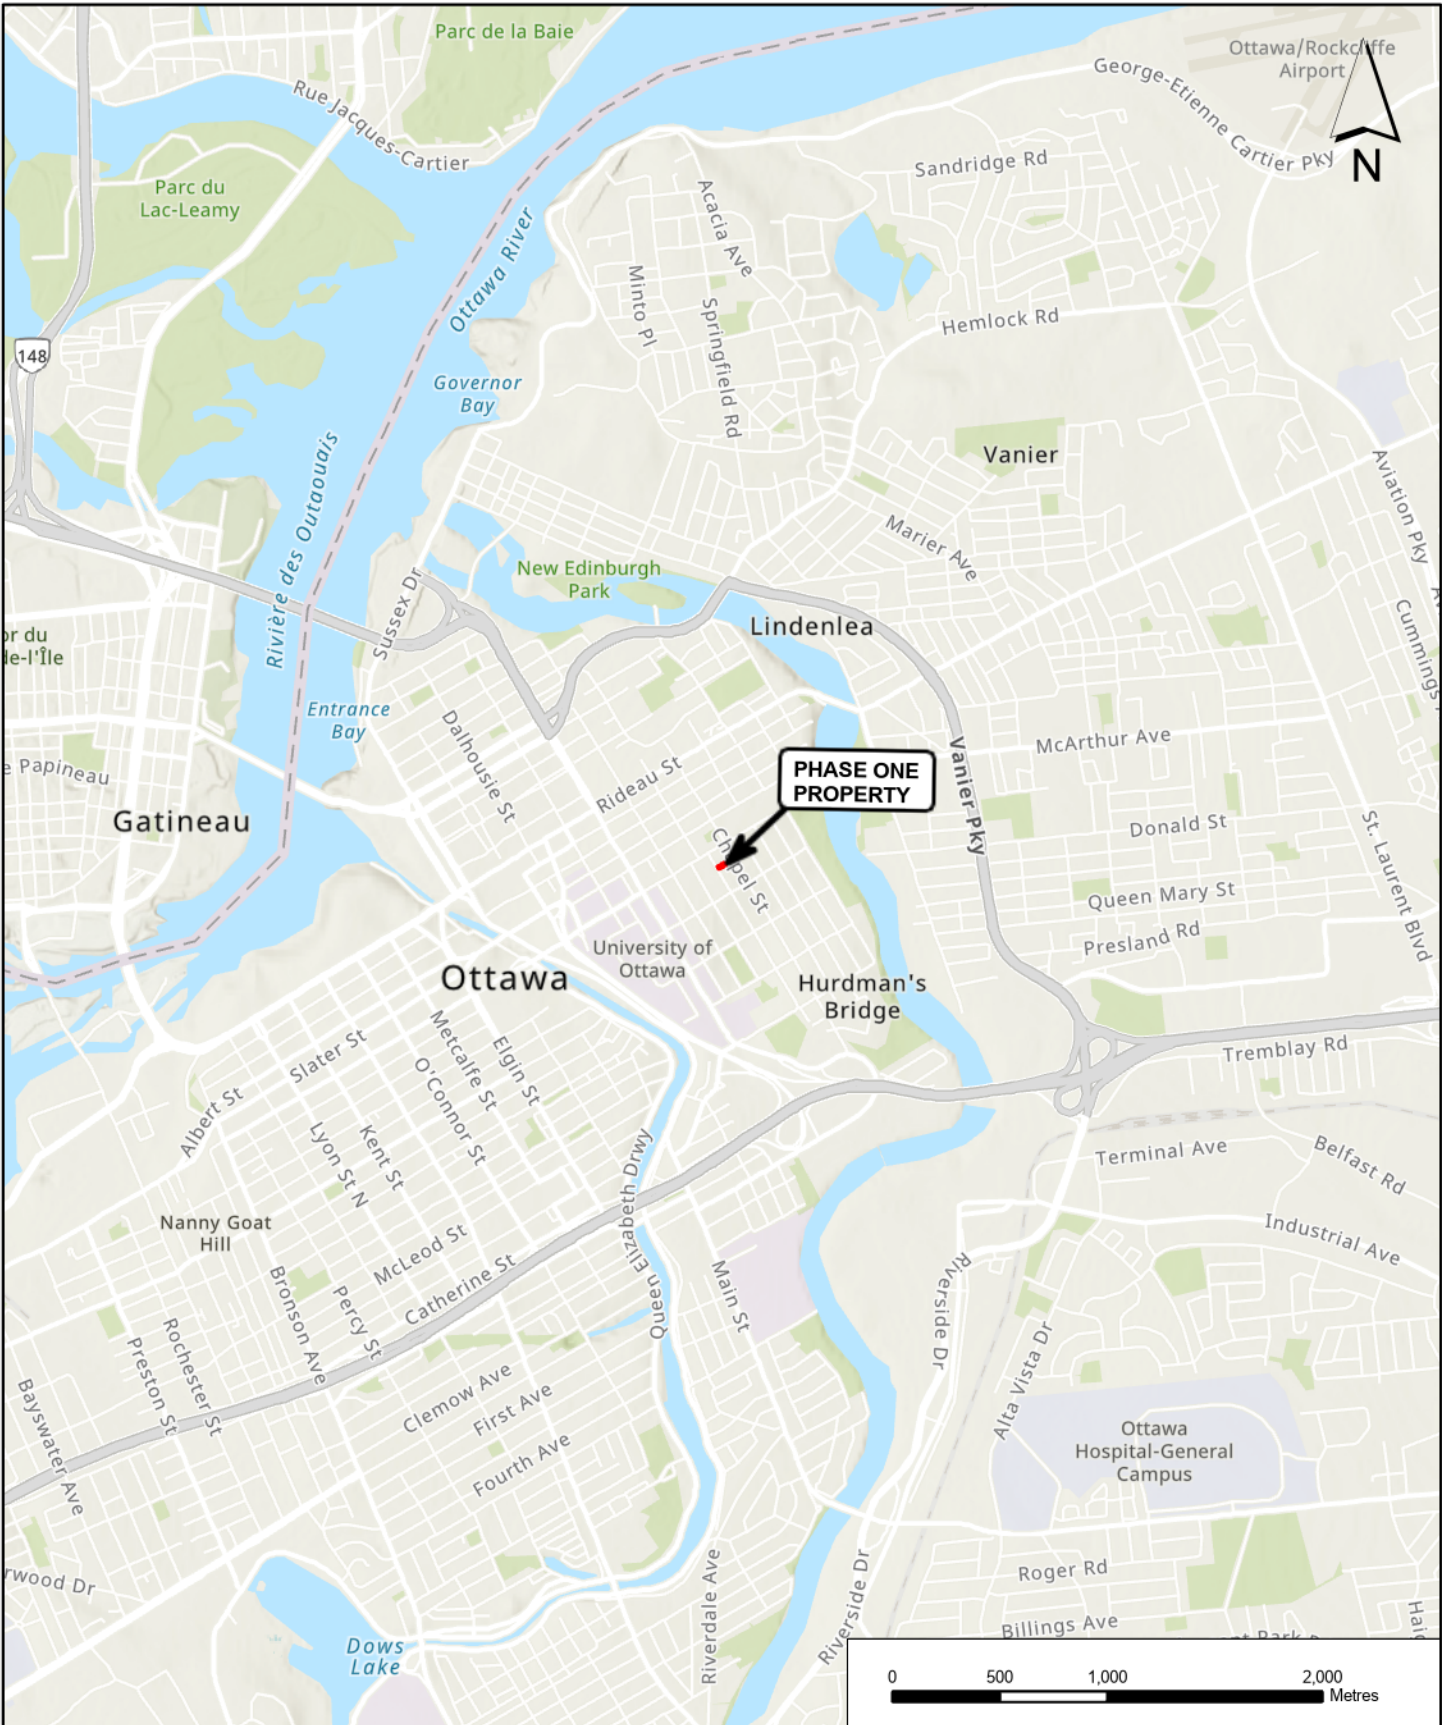 Parc de la Baie
Ottawa/Rockcliffe
Airport
George-Etienne Cartier Pky
N
Rue Jacques-Cartier
Sandridge Rd
Parc du
Lac-Leamy
Acacia Ave
Ottawa River
Minto Pl
Springfield Rd
Hemlock Rd
148
Governor
Bay
Vanier
Rivière des Outaouais
Aviation Pky
Marier Ave
New Edinburgh
Park
Sussex Dr
Lindenlea
Cummings
or du
de-l'Île
Entrance
Bay
Dalhousie St
Vanier Pky
McArthur Ave
e Papineau
Rideau St
PHASE ONE
PROPERTY
Gatineau
Donald St
St. Laurent Blvd
Chapel St
Queen Mary St
University of
Ottawa
Presland Rd
Ottawa
Hurdman's
Bridge
Slater St
Metcalfe St
Elgin St
Tremblay Rd
O'Connor St
Albert St
Lyon St N
Kent St
Queen Elizabeth Drwy
Terminal Ave
Belfast Rd
Nanny Goat
Hill
McLeod St
Industrial Ave
Catherine St
Main St
Riverside Dr
Bronson Ave
Percy St
Rochester St
Preston St
Alta Vista Dr
Bayswater Ave
Clemow Ave
First Ave
Fourth Ave
Ottawa
Hospital-General
Campus
Riverdale Ave
Riverside Dr
Roger Rd
rwood Dr
Billings Ave
Dows
Lake
0 500 1,000 2,000
Metres